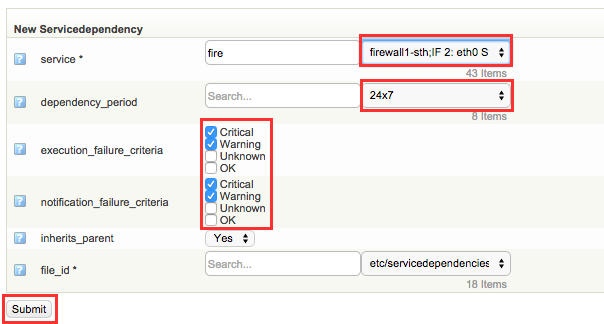 New Servicedependency
? service * fire firewall1-sth;IF 2: eth0 S
43 Items
? dependency_period Search... 24x7
8 Items
? execution_failure_criteria
Critical
Warning
Unknown
OK
? notification_failure_criteria
Critical
Warning
Unknown
OK
? inherits_parent Yes
? file_id * Search... etc/servicedependencies
18 Items
Submit